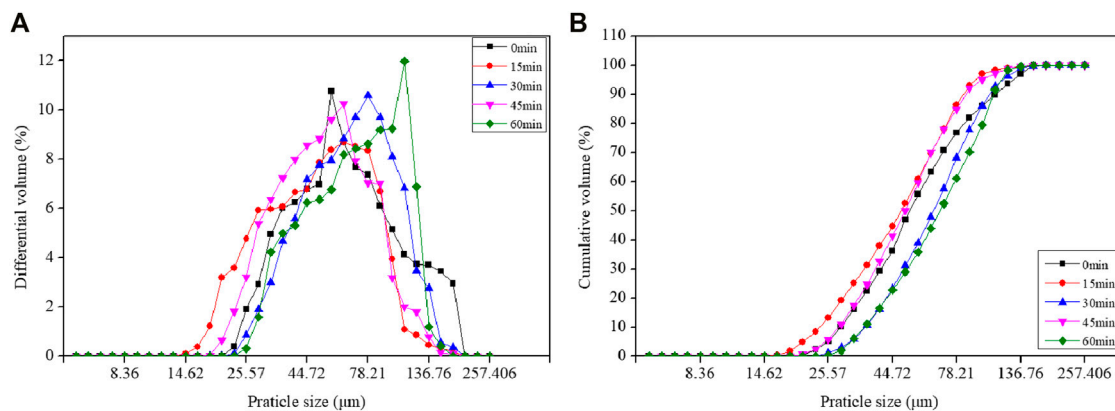 A
12
10
8
6
4
2
0
Differential volume (%)
8.36 14.62 25.57 44.72 78.21 136.76 257.406
Praticle size (μm)
0min
15min
30min
45min
60min
B
110
100
90
80
70
60
50
40
30
20
10
0
Cumulative volume (%)
8.36 14.62 25.57 44.72 78.21 136.76 257.406
Praticle size (μm)
0min
15min
30min
45min
60min